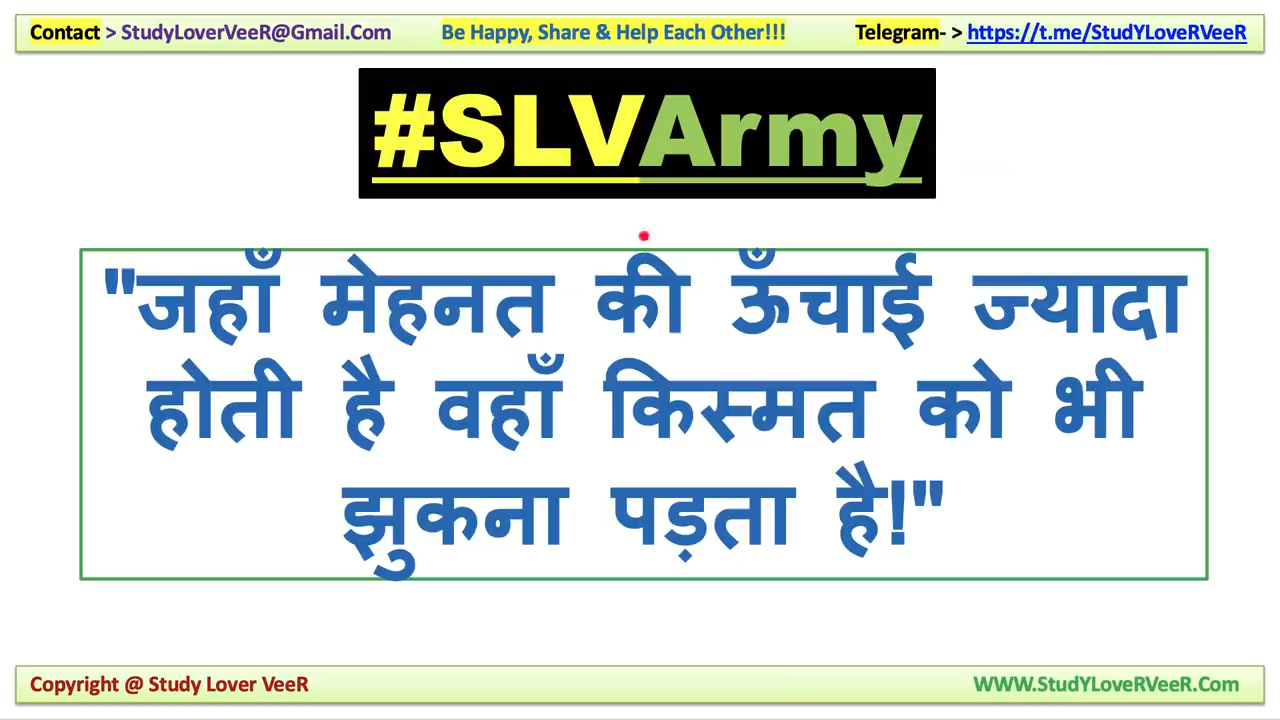 Contact > StudyLoverVeeR@Gmail.Com Be Happy, Share & Help Each Other!!! Telegram- > https://t.me/StudYLoveRVeeR
#SLVArmy
"जहाँ मेहनत की ऊँचाई ज्यादा
होती है वहाँ किस्मत को भी
झुकना पड़ता है!"
Copyright @ Study Lover VeeR WWW.StudYLoveRVeeR.Com